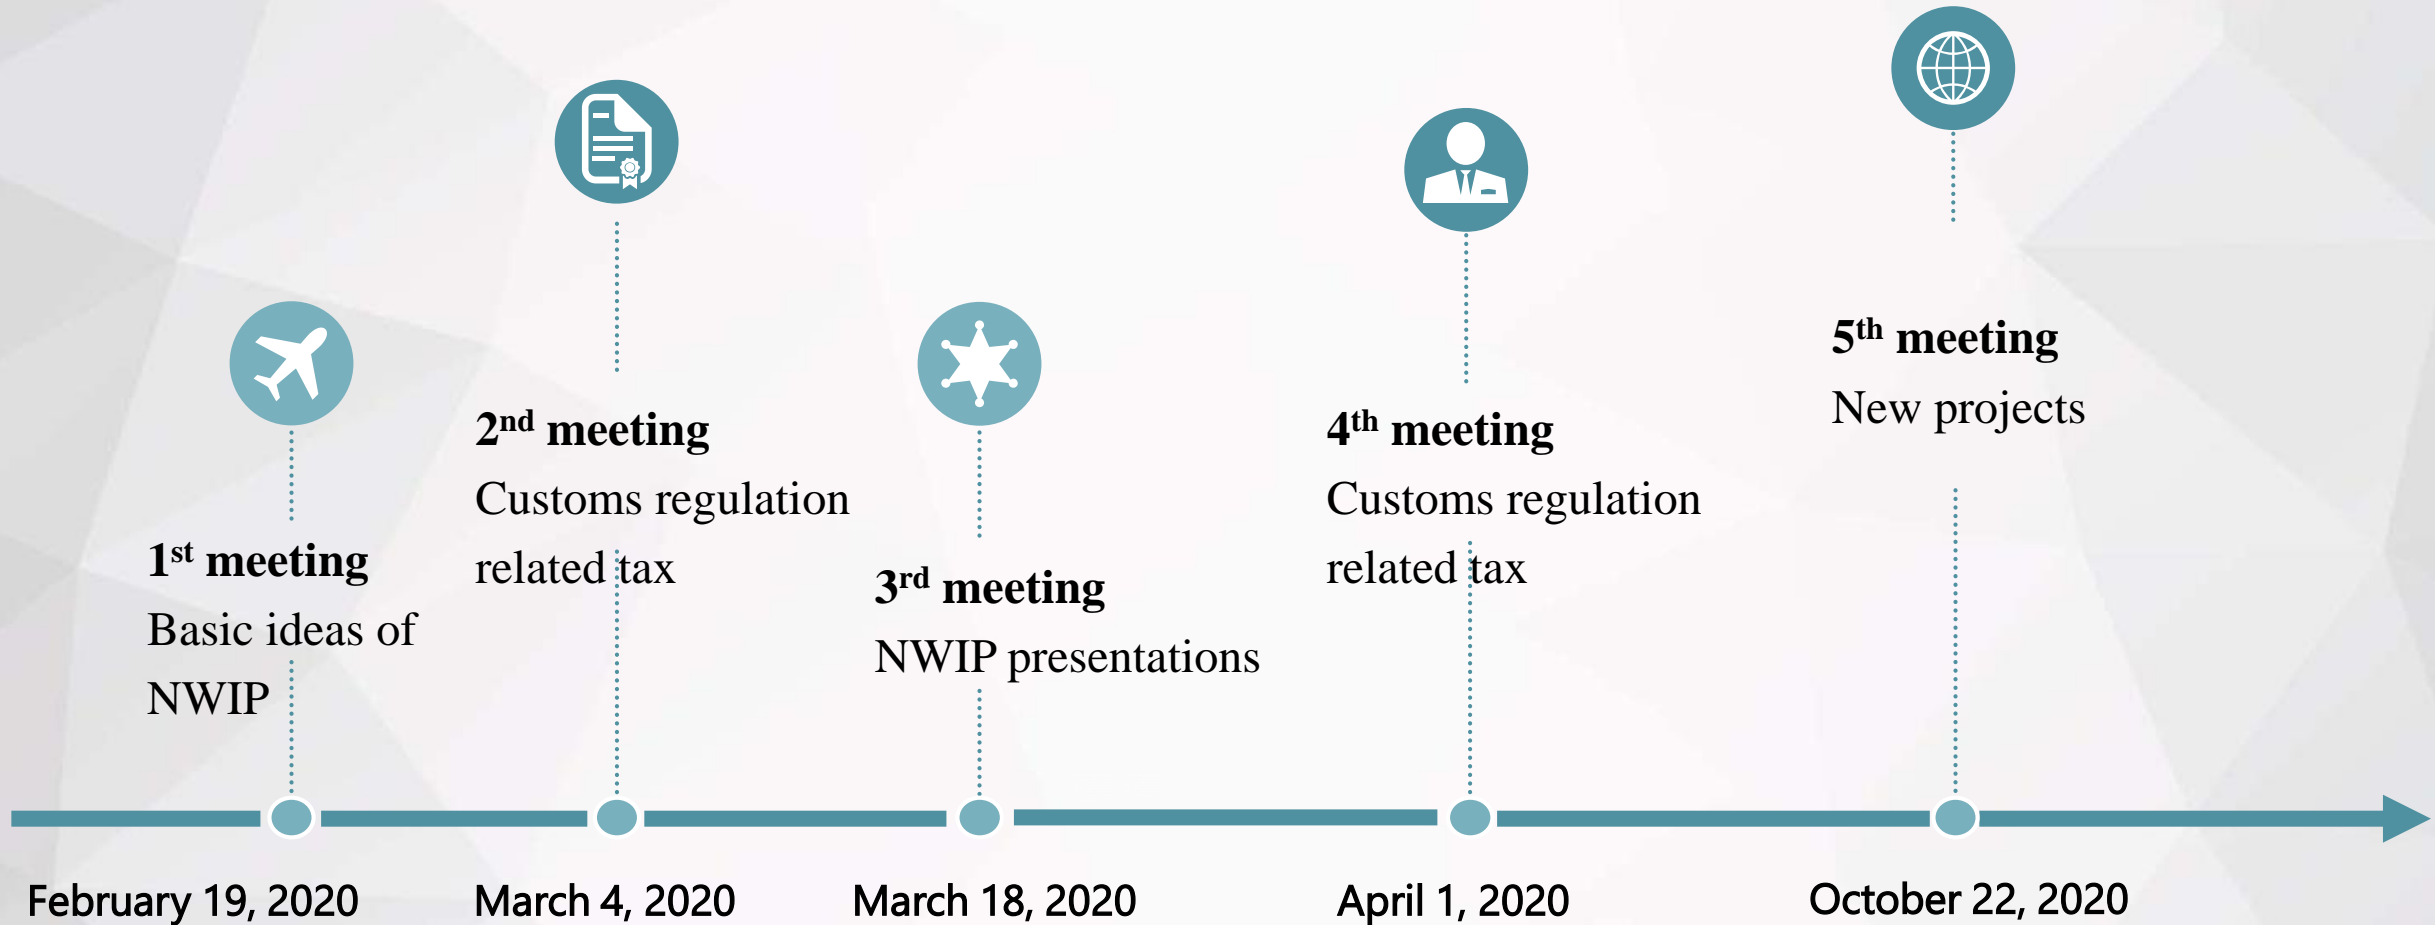 1st meeting
Basic ideas of
NWIP
2nd meeting
Customs regulation
related tax
3rd meeting
NWIP presentations
4th meeting
Customs regulation
related tax
5th meeting
New projects
February 19, 2020
March 4, 2020
March 18, 2020
April 1, 2020
October 22, 2020